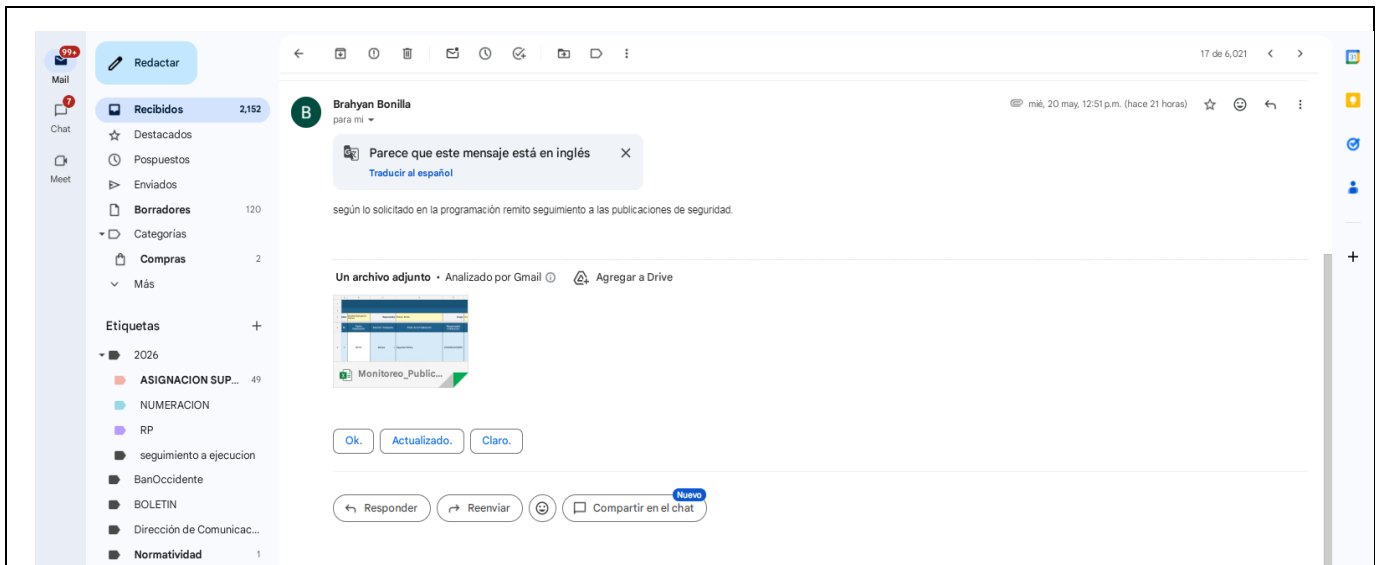 99+
Mail
7
Chat
Meet
Redactar
Recibidos 2,152
Destacados
Pospuestos
Enviados
Borradores 120
Categorías
Compras 2
Más
Etiquetas
2026
ASIGNACION SUP... 49
NUMERACION
RP
seguimiento a ejecucion
BanOccidente
BOLETIN
Dirección de Comunicac...
Normatividad 1
17 de 6,021
B
Brahyan Bonilla
mié, 20 may, 12:51 p.m. (hace 21 horas)
para mi
Parece que este mensaje está en inglés
Traducir al español
según lo solicitado en la programación remito seguimiento a las publicaciones de seguridad.
Un archivo adjunto • Analizado por Gmail
Agregar a Drive
Monitoreo_Public...
Ok.
Actualizado.
Claro.
Responder
Reenviar
Nuevo
Compartir en el chat
31